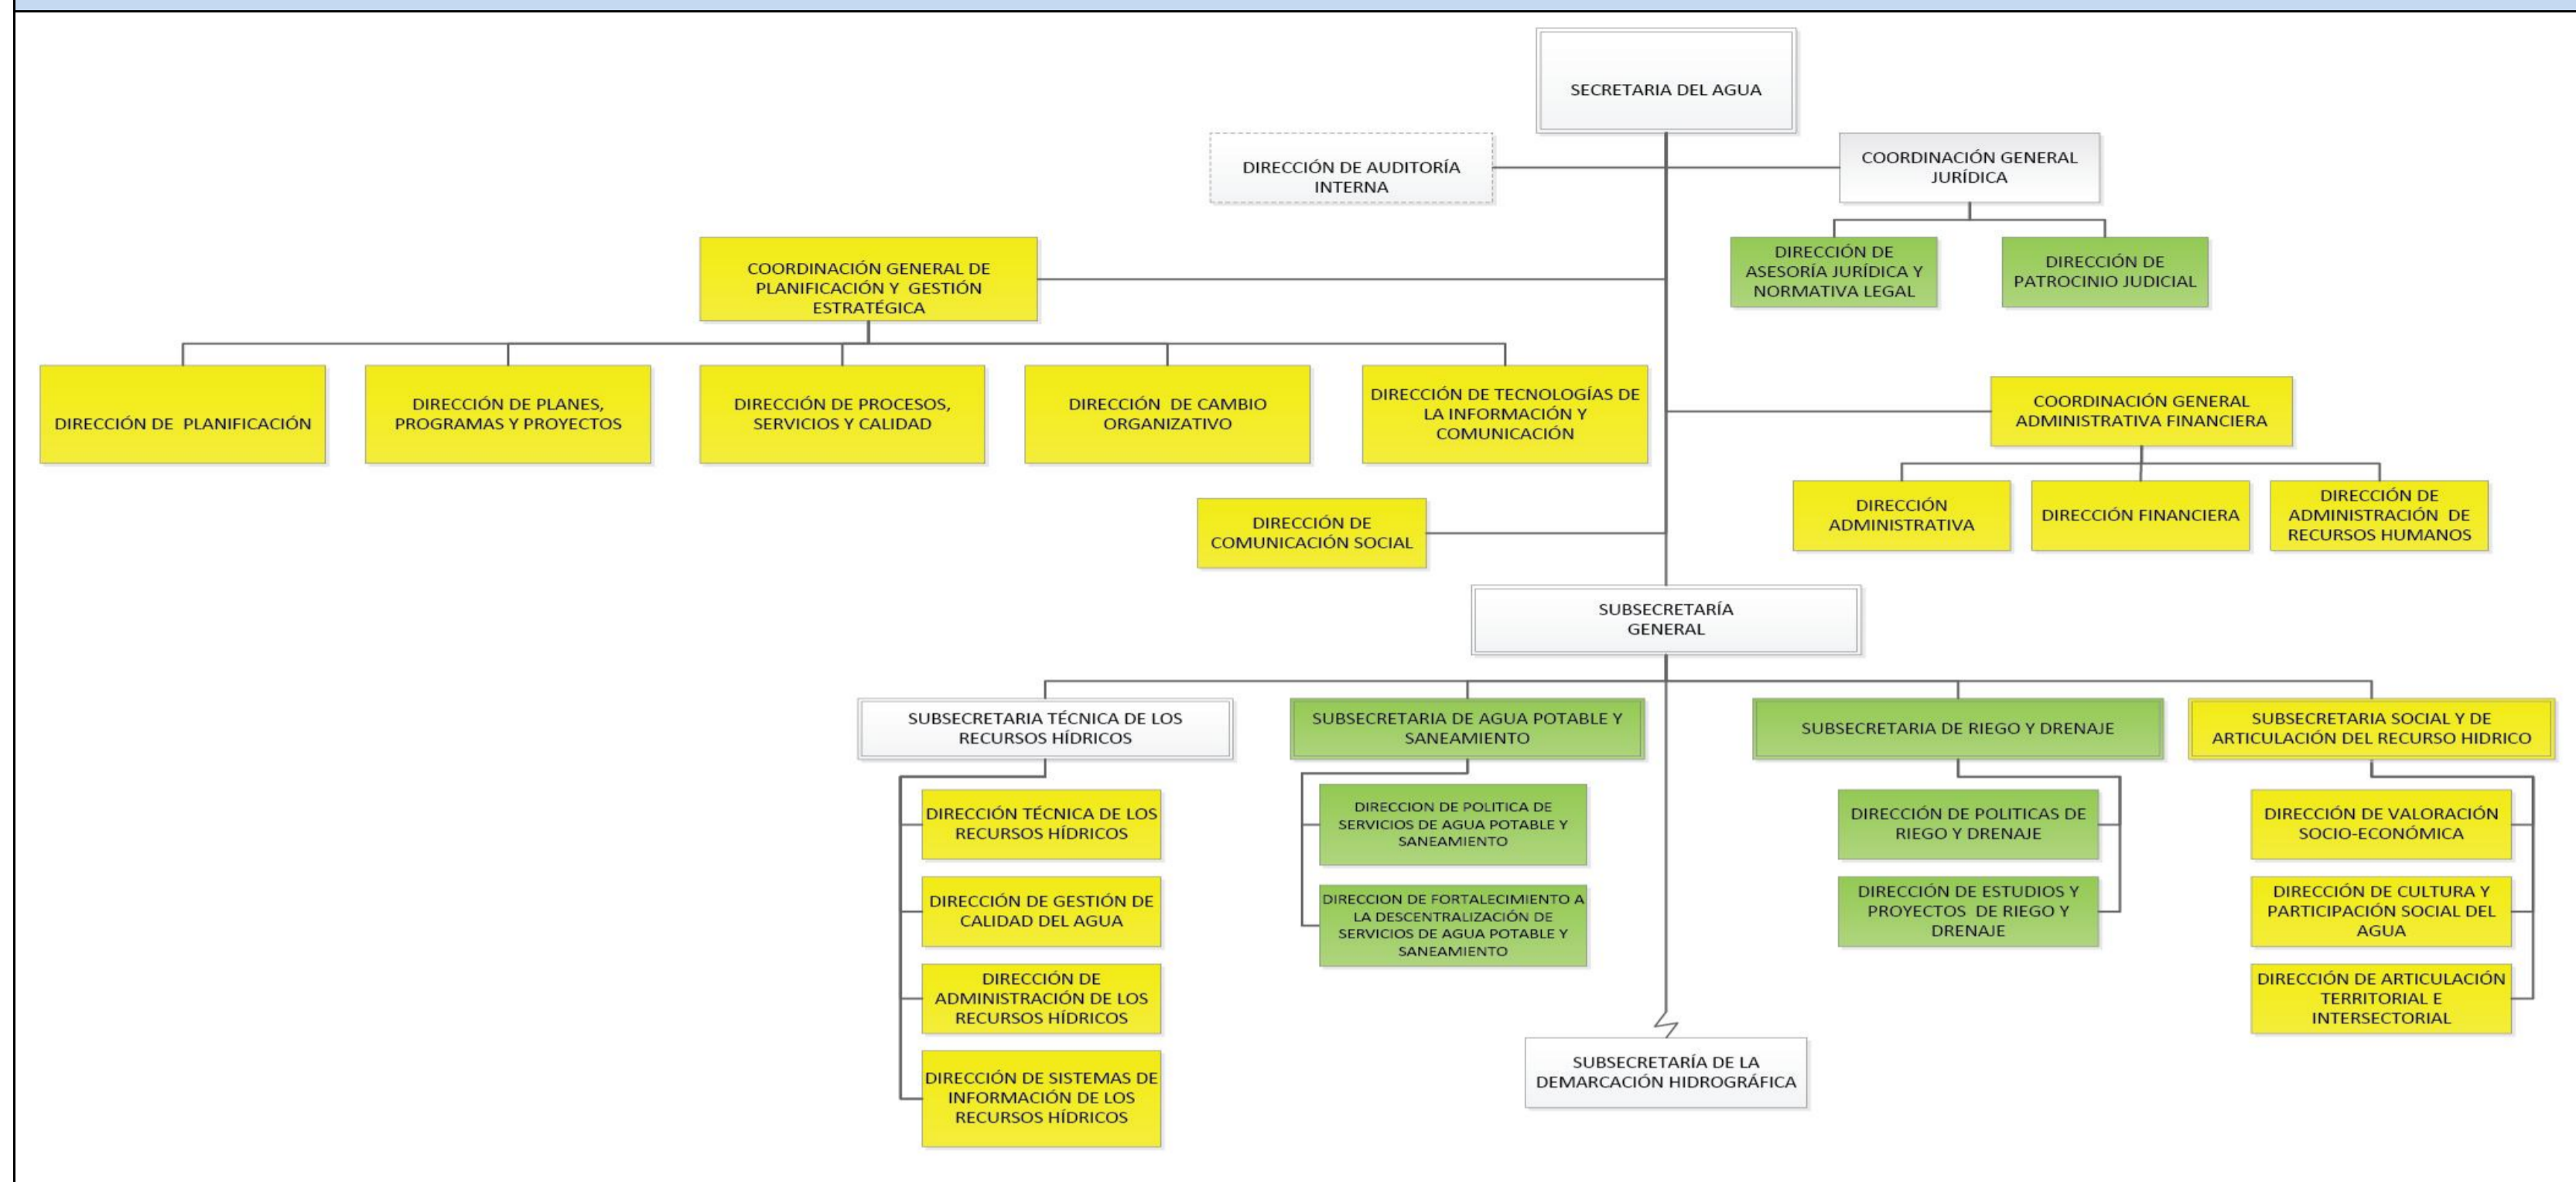 SECRETARIA DEL AGUA
DIRECCIÓN DE AUDITORÍA
INTERNA
COORDINACIÓN GENERAL
JURÍDICA
DIRECCIÓN DE
ASESORÍA JURÍDICA Y
NORMATIVA LEGAL
DIRECCIÓN DE
PATROCINIO JUDICIAL
COORDINACIÓN GENERAL DE
PLANIFICACIÓN Y GESTIÓN
ESTRATÉGICA
DIRECCIÓN DE PLANIFICACIÓN
DIRECCIÓN DE PLANES,
PROGRAMAS Y PROYECTOS
DIRECCIÓN DE PROCESOS,
SERVICIOS Y CALIDAD
DIRECCIÓN DE CAMBIO
ORGANIZATIVO
DIRECCIÓN DE TECNOLOGÍAS DE
LA INFORMACIÓN Y
COMUNICACIÓN
COORDINACIÓN GENERAL
ADMINISTRATIVA FINANCIERA
DIRECCIÓN
ADMINISTRATIVA
DIRECCIÓN FINANCIERA
DIRECCIÓN DE
ADMINISTRACIÓN DE
RECURSOS HUMANOS
DIRECCIÓN DE
COMUNICACIÓN SOCIAL
SUBSECRETARÍA
GENERAL
SUBSECRETARIA TÉCNICA DE LOS
RECURSOS HÍDRICOS
DIRECCIÓN TÉCNICA DE LOS
RECURSOS HÍDRICOS
DIRECCIÓN DE GESTIÓN DE
CALIDAD DEL AGUA
DIRECCIÓN DE
ADMINISTRACIÓN DE LOS
RECURSOS HÍDRICOS
DIRECCIÓN DE SISTEMAS DE
INFORMACIÓN DE LOS
RECURSOS HÍDRICOS
SUBSECRETARIA DE AGUA POTABLE Y
SANEAMIENTO
DIRECCION DE POLITICA DE
SERVICIOS DE AGUA POTABLE Y
SANEAMIENTO
DIRECCION DE FORTALECIMIENTO A
LA DESCENTRALIZACIÓN DE
SERVICIOS DE AGUA POTABLE Y
SANEAMIENTO
SUBSECRETARIA DE RIEGO Y DRENAJE
DIRECCIÓN DE POLITICAS DE
RIEGO Y DRENAJE
DIRECCIÓN DE ESTUDIOS Y
PROYECTOS DE RIEGO Y
DRENAJE
SUBSECRETARIA SOCIAL Y DE
ARTICULACIÓN DEL RECURSO HIDRICO
DIRECCIÓN DE VALORACIÓN
SOCIO-ECONÓMICA
DIRECCIÓN DE CULTURA Y
PARTICIPACIÓN SOCIAL DEL
AGUA
DIRECCIÓN DE ARTICULACIÓN
TERRITORIAL E
INTERSECTORIAL
SUBSECRETARÍA DE LA
DEMARCACIÓN HIDROGRÁFICA